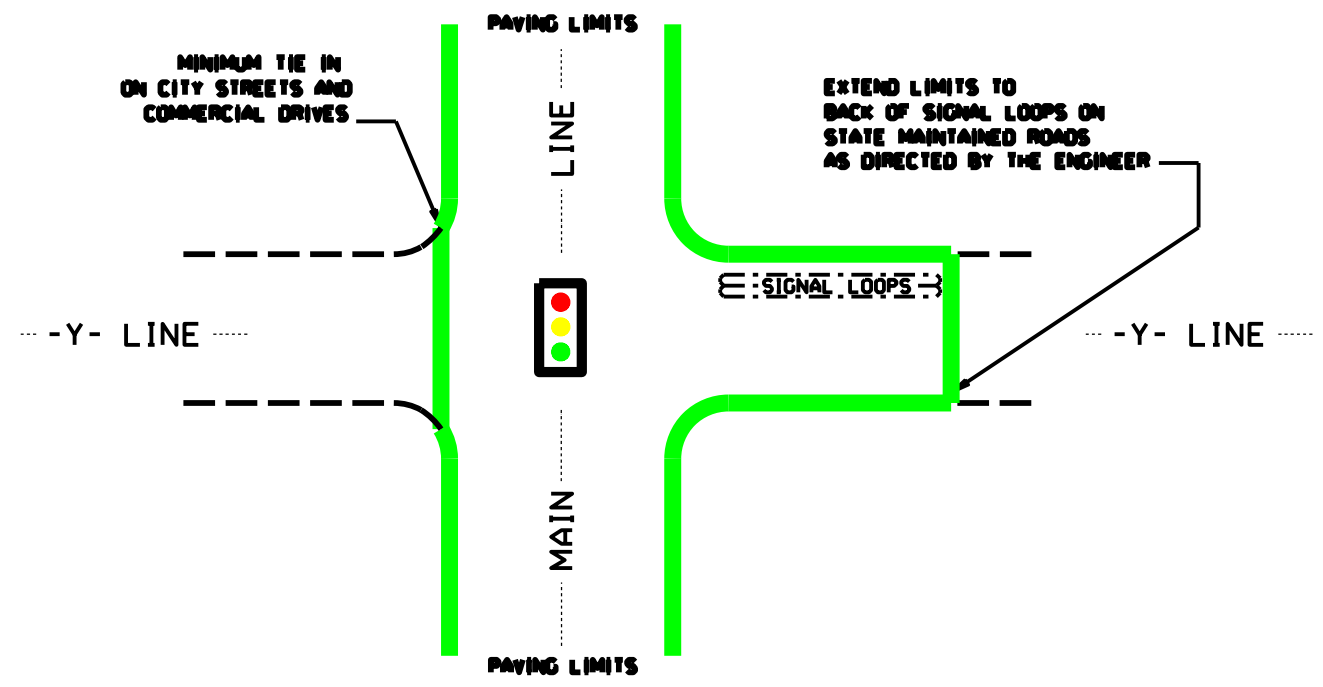 PAVING LIMITS
MINIMUM TIE IN
ON CITY STREETS AND
COMMERCIAL DRIVES
EXTEND LIMITS TO
BACK OF SIGNAL LOOPS ON
STATE MAINTAINED ROADS
AS DIRECTED BY THE ENGINEER
LINE
SIGNAL LOOPS
-Y- LINE
-Y- LINE
MAIN
PAVING LIMITS